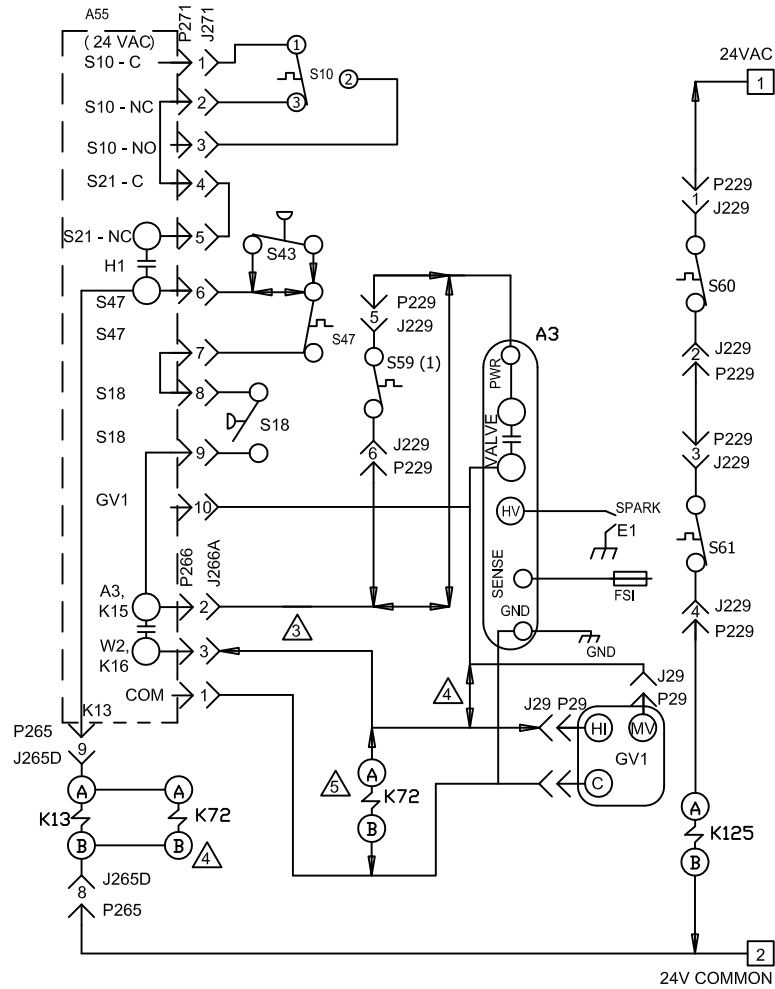 A55
( 24 VAC)
P271
J271
S10 - C
1
1
S10
2
24VAC
1
S10 - NC
2
3
S10 - NO
3
S21 - C
4
P229
1
J229
S21 - NC
5
S43
H1
S60
S47
6
P229
5
J229
A3
S47
7
S47
S59 (1)
PWR
2
J229
P229
S18
8
S18
VALVE
J229
6
P229
P229
3
J229
S18
9
GV1
10
HV
SPARK
E1
S61
P266
J266A
SENSE
FSI
A3,
K15
2
3
GND
GND
4
J229
P229
W2,
K16
3
COM
1
4
J29
P29
K13
P265
J29
P29
HI
MV
GV1
J265D
9
5
A
K72
B
C
A
A
K13
K72
B
B
4
A
K125
B
J265D
8
P265
2
24V COMMON